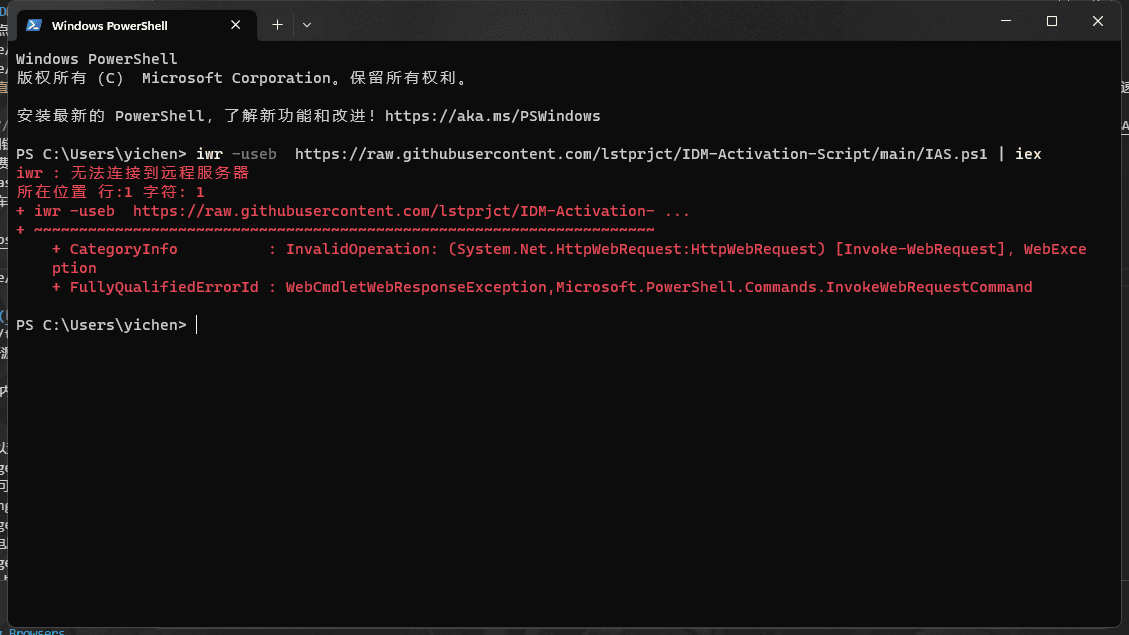 Windows PowerShell
Windows PowerShell
版权所有 (C) Microsoft Corporation。保留所有权利。
安装最新的 PowerShell，了解新功能和改进！https://aka.ms/PSWindows
PS C:\Users\yichen> iwr -useb  https://raw.githubusercontent.com/lstprjct/IDM-Activation-Script/main/IAS.ps1 | iex
iwr : 无法连接到远程服务器
所在位置 行:1 字符: 1
+ iwr -useb  https://raw.githubusercontent.com/lstprjct/IDM-Activation- ...
+ ~~~~~~~~~~~~~~~~~~~~~~~~~~~~~~~~~~~~~~~~~~~~~~~~~~~~~~~~~~~~~~~~~~~~~
+ CategoryInfo          : InvalidOperation: (System.Net.HttpWebRequest:HttpWebRequest) [Invoke-WebRequest], WebExce
ption
+ FullyQualifiedErrorId : WebCmdletWebResponseException,Microsoft.PowerShell.Commands.InvokeWebRequestCommand
PS C:\Users\yichen>
Browsers